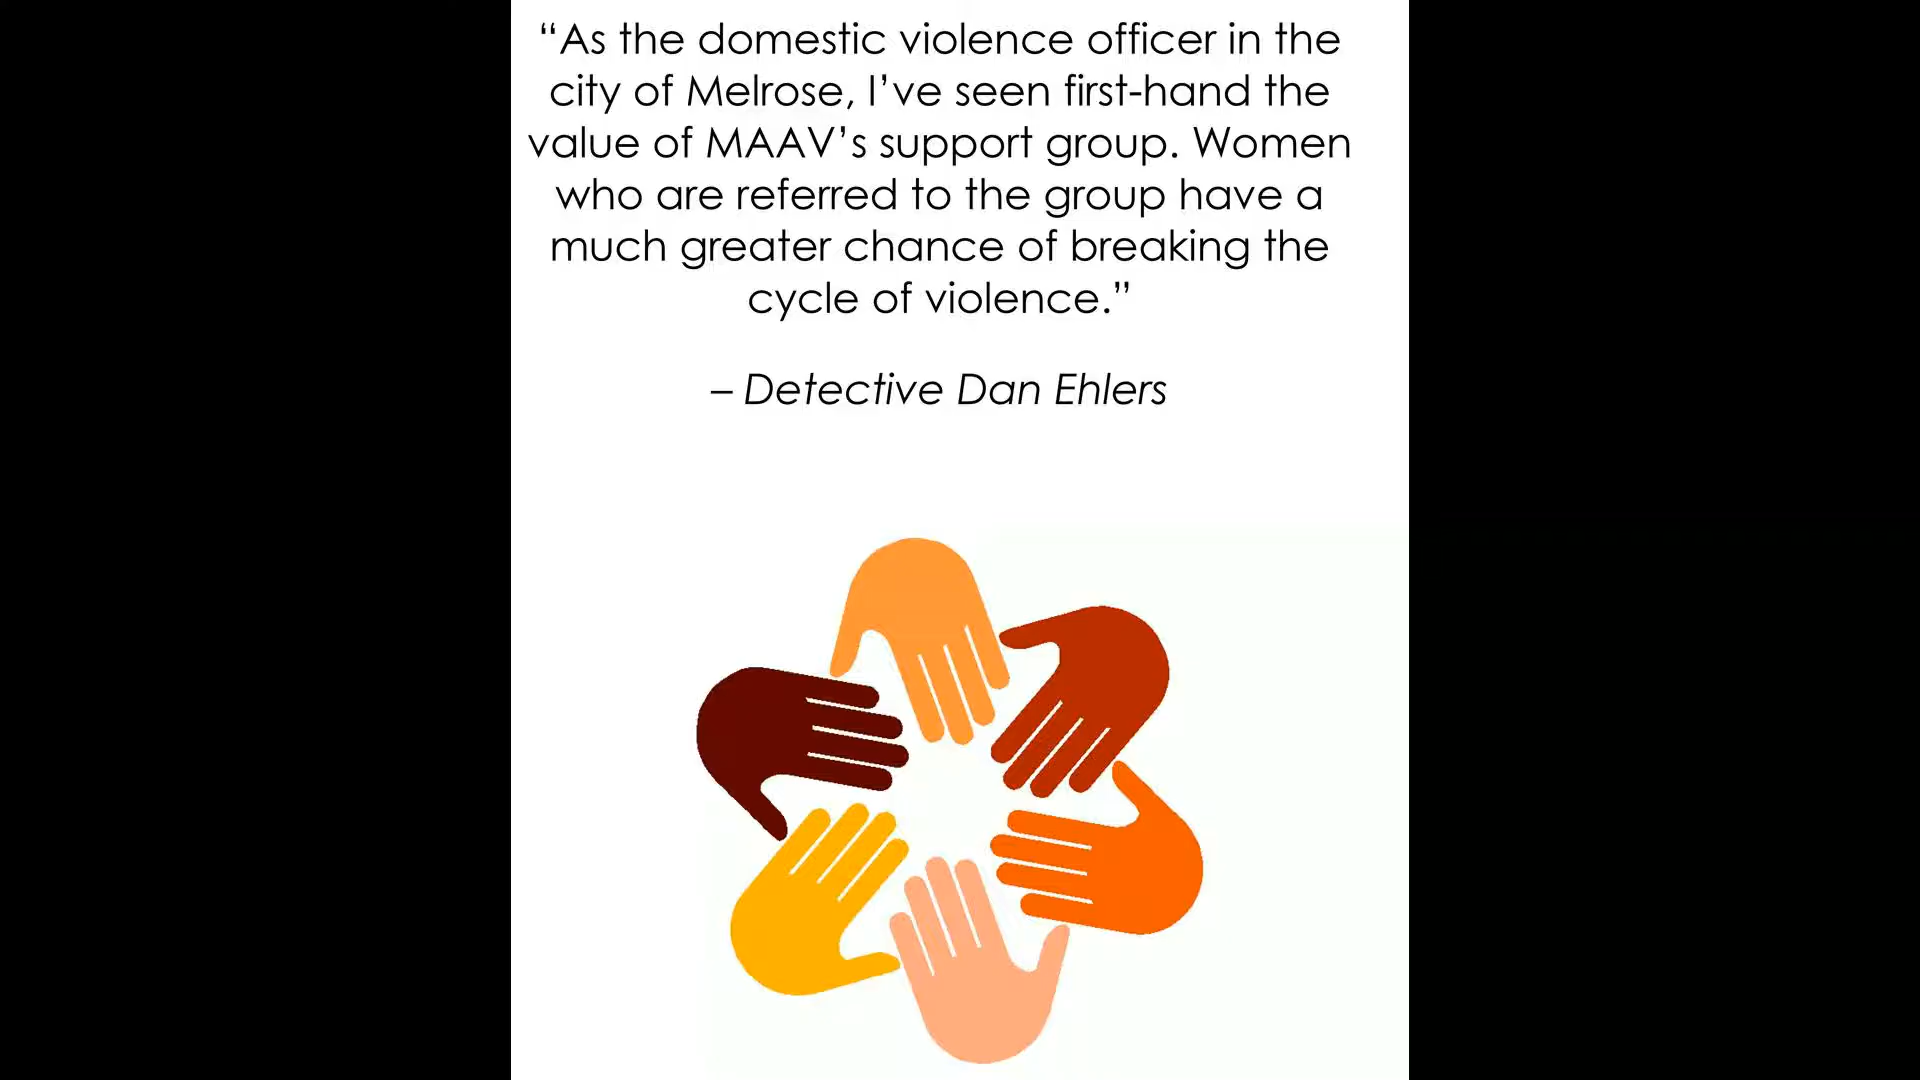 “As the domestic violence officer in the
city of Melrose, I’ve seen first-hand the
value of MAAV’s support group. Women
who are referred to the group have a
much greater chance of breaking the
cycle of violence.”
– Detective Dan Ehlers